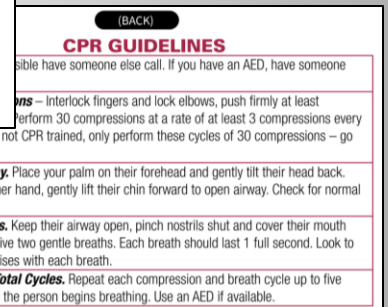 (BACK)
CPR GUIDELINES
sible have someone else call. If you have an AED, have someone
ons – Interlock fingers and lock elbows, push firmly at least
Perform 30 compressions at a rate of at least 3 compressions every
not CPR trained, only perform these cycles of 30 compressions – go
y. Place your palm on their forehead and gently tilt their head back.
er hand, gently lift their chin forward to open airway. Check for normal
s. Keep their airway open, pinch nostrils shut and cover their mouth
ive two gentle breaths. Each breath should last 1 full second. Look to
ises with each breath.
otal Cycles. Repeat each compression and breath cycle up to five
the person begins breathing. Use an AED if available.